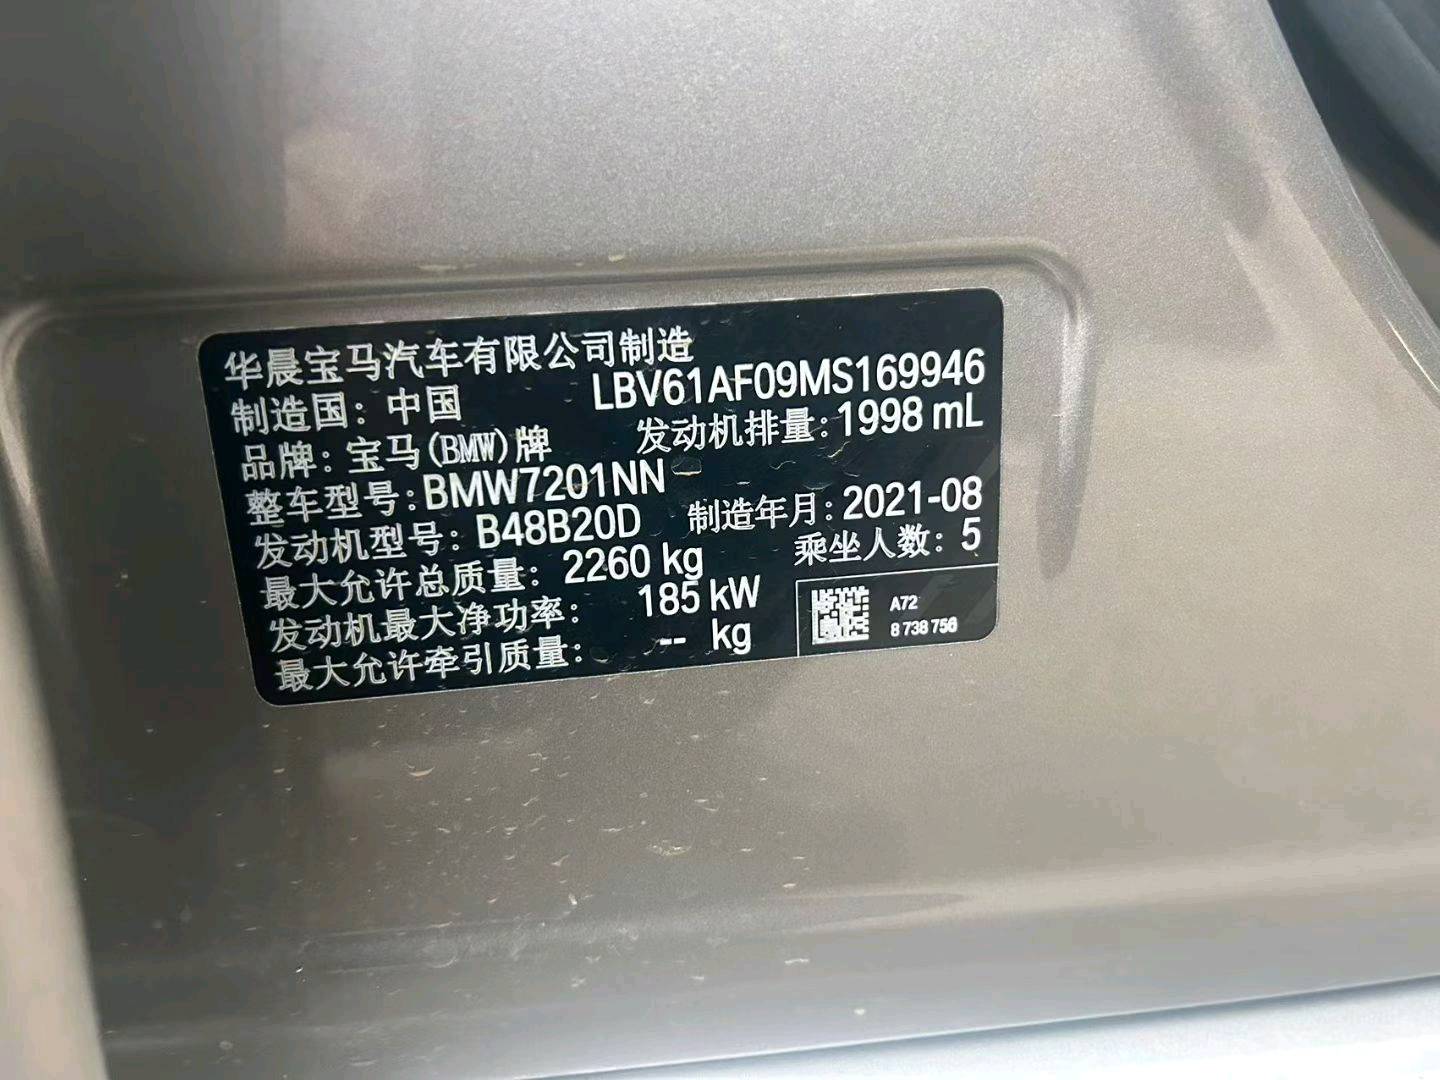 华晨宝马汽车有限公司制造
制造国：中国 LBV61AF09MS169946
品牌：宝马(BMW)牌 发动机排量：1998 mL
整车型号：BMW7201NN
发动机型号：B48B20D 制造年月：2021-08
最大允许总质量：2260 kg 乘坐人数：5
发动机最大净功率：185 kW
最大允许牵引质量：-- kg
A72
8 738 756